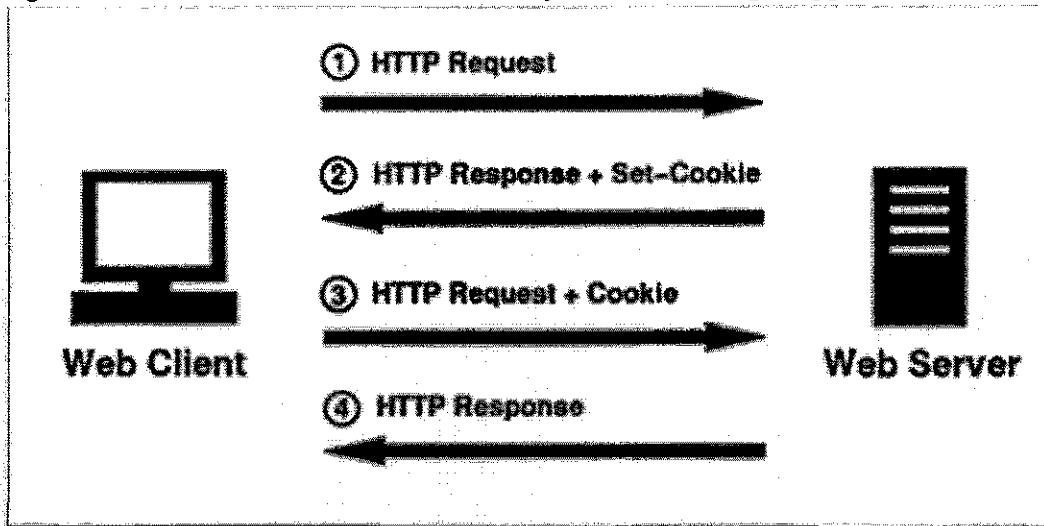 ① HTTP Request
② HTTP Response + Set-Cookie
③ HTTP Request + Cookie
Web Client
Web Server
④ HTTP Response